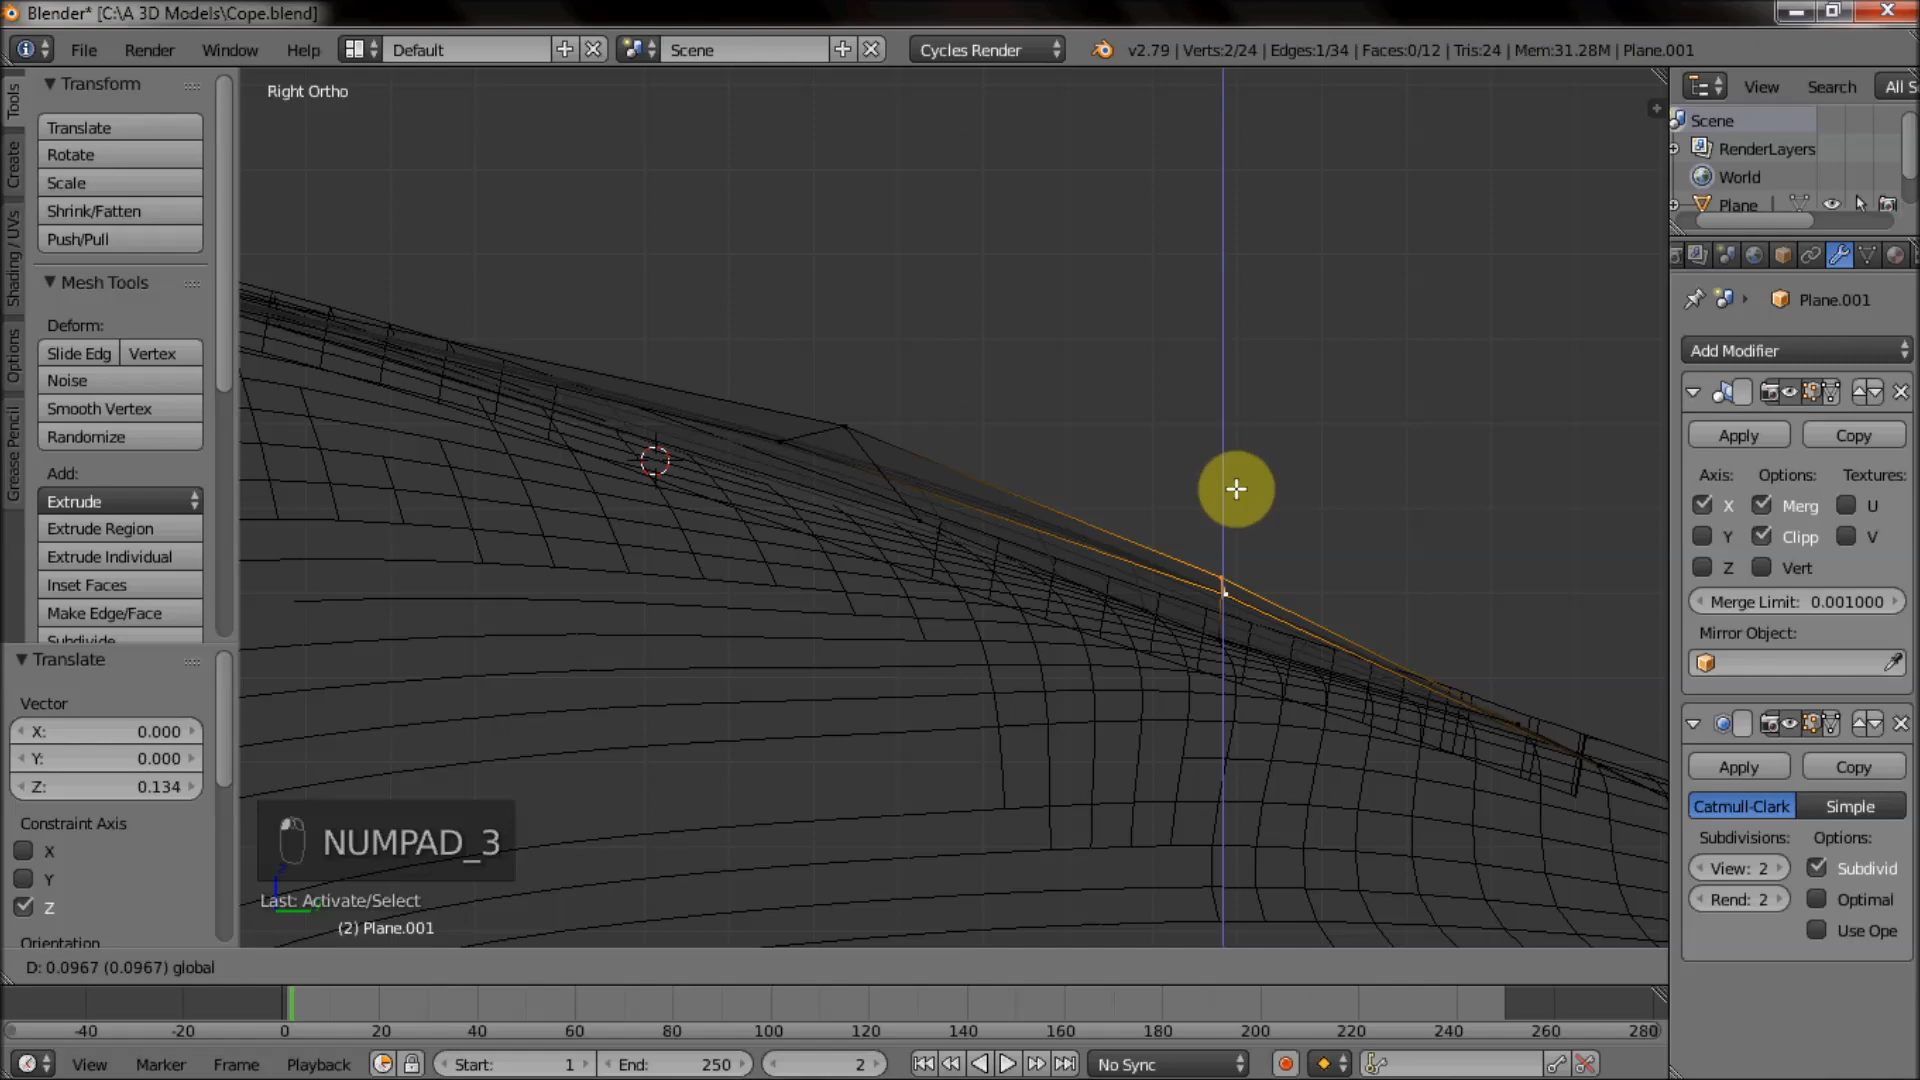 Blender* [C:\A 3D Models\Cope.blend]
File Render Window Help Default Scene Cycles Render v2.79 | Verts:2/24 | Edges:1/34 | Faces:0/12 | Tris:24 | Mem:31.28M | Plane.001
Tools
Create
Shading / UVs
Options
Grease Pencil
Transform
Translate
Rotate
Scale
Shrink/Fatten
Push/Pull
Mesh Tools
Deform:
Slide Edg Vertex
Noise
Smooth Vertex
Randomize
Add:
Extrude
Extrude Region
Extrude Individual
Inset Faces
Make Edge/Face
Subdivide
Translate
Vector
X: 0.000
Y: 0.000
Z: 0.134
Constraint Axis
X
Y
Z
Orientation
Right Ortho
NUMPAD_3
Last: Activate/Select
(2) Plane.001
D: 0.0967 (0.0967) global
View Search All S
Scene
RenderLayers
World
Plane
Plane.001
Add Modifier
Apply Copy
Axis: Options: Textures:
X Merg U
Y Clipp V
Z Vert
Merge Limit: 0.001000
Mirror Object:
Apply Copy
Catmull-Clark Simple
Subdivisions: Options:
View: 2 Subdivid
Rend: 2 Optimal
Use Ope
-40 -20 0 20 40 60 80 100 120 140 160 180 200 220 240 260 280
View Marker Frame Playback Start: 1 End: 250 2 No Sync